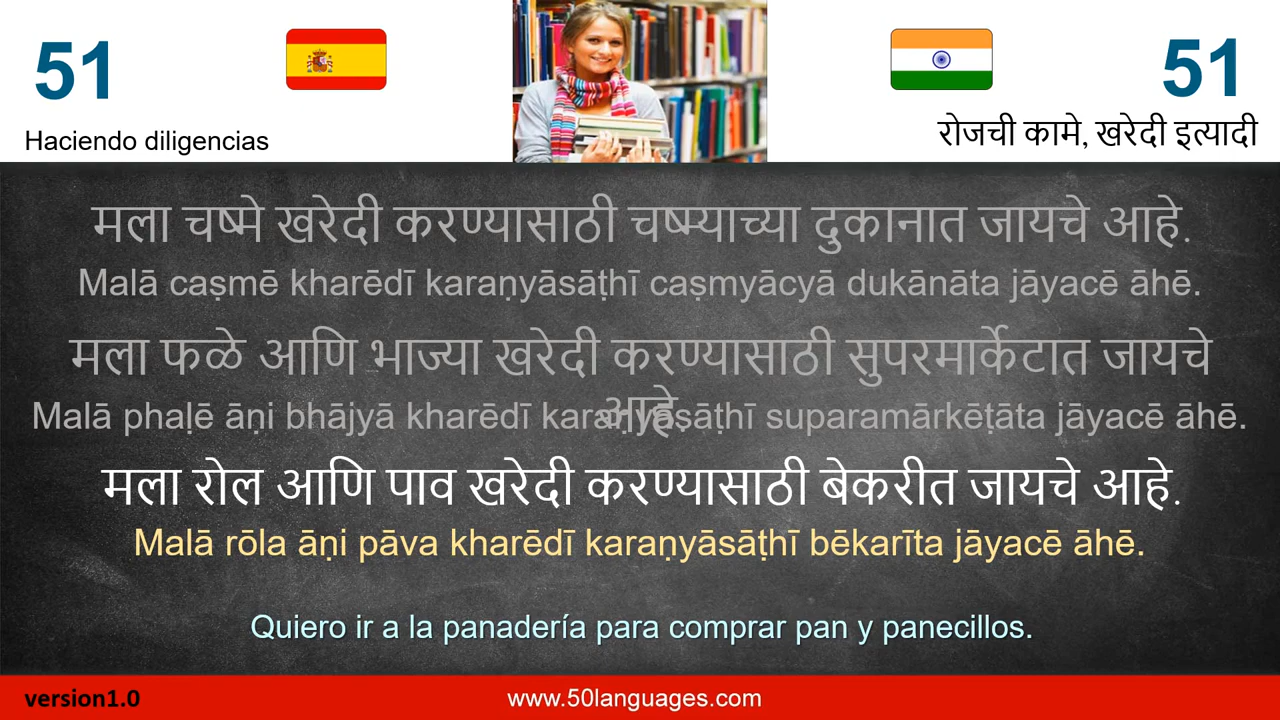 51
51
Haciendo diligencias
रोजची कामे, खरेदी इत्यादी
मला चष्मे खरेदी करण्यासाठी चष्म्याच्या दुकानात जायचे आहे.
Malā caṣmē kharēdī karaṇyāsāṭhī caṣmyācyā dukānāta jāyacē āhē.
मला फळे आणि भाज्या खरेदी करण्यासाठी सुपरमार्केटात जायचे
आहे.
Malā phaḷē āṇi bhājyā kharēdī karaṇyāsāṭhī suparamārkēṭāta jāyacē āhē.
मला रोल आणि पाव खरेदी करण्यासाठी बेकरीत जायचे आहे.
Malā rōla āṇi pāva kharēdī karaṇyāsāṭhī bēkarīta jāyacē āhē.
Quiero ir a la panadería para comprar pan y panecillos.
version1.0
www.50languages.com